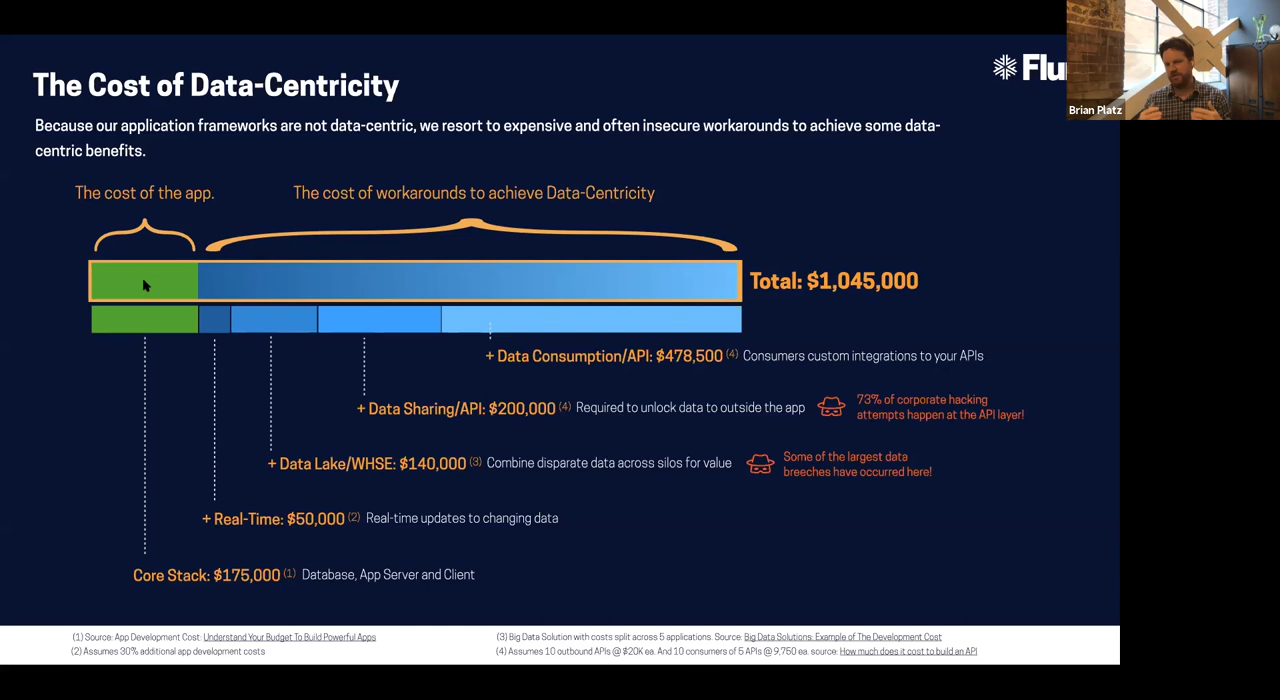 The Cost of Data-Centricity
Flur
Brian Platz
Because our application frameworks are not data-centric, we resort to expensive and often insecure workarounds to achieve some data-
centric benefits.
The cost of the app.
The cost of workarounds to achieve Data-Centricity
Total: $1,045,000
+ Data Consumption/API: $478,500 (4) Consumers custom integrations to your APIs
+ Data Sharing/API: $200,000 (4) Required to unlock data to outside the app
73% of corporate hacking
attempts happen at the API layer!
+ Data Lake/WHSE: $140,000 (3) Combine disparate data across silos for value
Some of the largest data
breeches have occurred here!
+ Real-Time: $50,000 (2) Real-time updates to changing data
Core Stack: $175,000 (1) Database, App Server and Client
(1) Source: App Development Cost: Understand Your Budget To Build Powerful Apps
(2) Assumes 30% additional app development costs
(3) Big Data Solution with costs split across 5 applications. Source: Big Data Solutions: Example of The Development Cost
(4) Assumes 10 outbound APIs @ $20K ea. And 10 consumers of 5 APIs @ 9,750 ea. source: How much does it cost to build an API